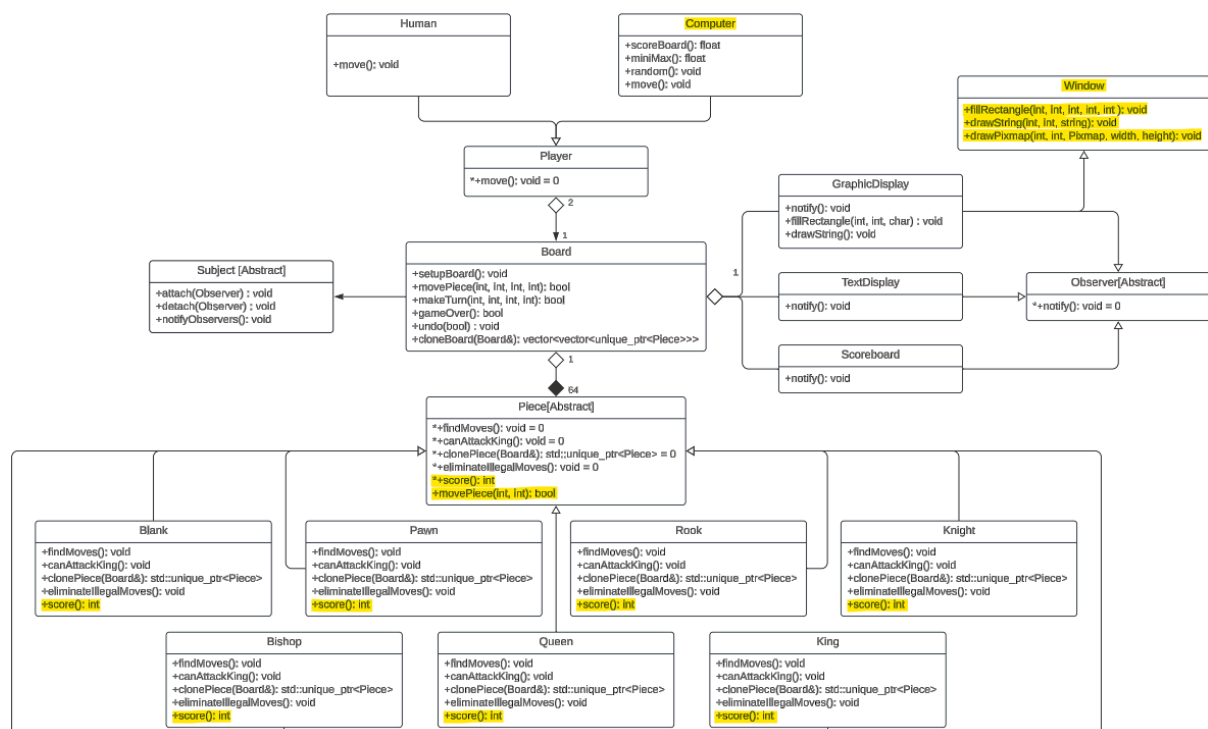 Human
+move(): void
Computer
+scoreBoard(): float
+miniMax(): float
+random(): void
+move(): void
Window
+fillRectangle(int, int, int, int, int ): void
+drawString(int, int, string): void
+drawPixmap(int, int, Pixmap, width, height): void
Player
*+move(): void = 0
2
1
GraphicDisplay
+notify(): void
+fillRectangle(int, int, char) : void
+drawString(): void
Subject [Abstract]
+attach(Observer) : void
+detach(Observer) : void
+notifyObservers(): void
Board
+setupBoard(): void
+movePiece(int, int, int, int): bool
+makeTurn(int, int, int, int): bool
+gameOver(): bool
+undo(bool) : void
+cloneBoard(Board&): vector<vector<unique_ptr<Piece>>>
1
TextDisplay
+notify(): void
Observer[Abstract]
*+notify(): void = 0
Scoreboard
+notify(): void
1
64
Piece[Abstract]
*+findMoves(): void = 0
*+canAttackKing(): void = 0
*+clonePiece(Board&): std::unique_ptr<Piece> = 0
*+eliminateIllegalMoves(): void = 0
*+score(): int
+movePiece(int, int): bool
Blank
+findMoves(): void
+canAttackKing(): void
+clonePiece(Board&): std::unique_ptr<Piece>
+eliminateIllegalMoves(): void
+score(): int
Pawn
+findMoves(): void
+canAttackKing(): void
+clonePiece(Board&): std::unique_ptr<Piece>
+eliminateIllegalMoves(): void
+score(): int
Rook
+findMoves(): void
+canAttackKing(): void
+clonePiece(Board&): std::unique_ptr<Piece>
+eliminateIllegalMoves(): void
+score(): int
Knight
+findMoves(): void
+canAttackKing(): void
+clonePiece(Board&): std::unique_ptr<Piece>
+eliminateIllegalMoves(): void
+score(): int
Bishop
+findMoves(): void
+canAttackKing(): void
+clonePiece(Board&): std::unique_ptr<Piece>
+eliminateIllegalMoves(): void
+score(): int
Queen
+findMoves(): void
+canAttackKing(): void
+clonePiece(Board&): std::unique_ptr<Piece>
+eliminateIllegalMoves(): void
+score(): int
King
+findMoves(): void
+canAttackKing(): void
+clonePiece(Board&): std::unique_ptr<Piece>
+eliminateIllegalMoves(): void
+score(): int